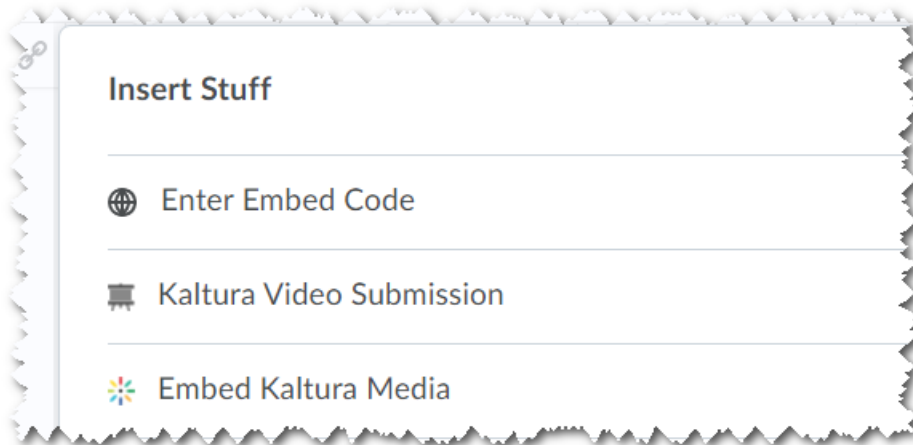 Insert Stuff
Enter Embed Code
Kaltura Video Submission
Embed Kaltura Media